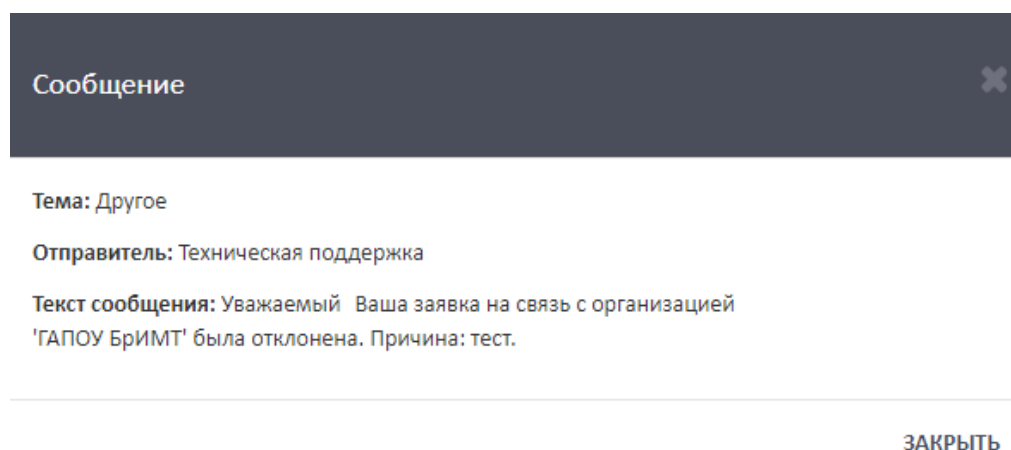 Сообщение
Тема: Другое
Отправитель: Техническая поддержка
Текст сообщения: Уважаемый Ваша заявка на связь с организацией
'ГАПОУ БрИМТ' была отклонена. Причина: тест.
ЗАКРЫТЬ